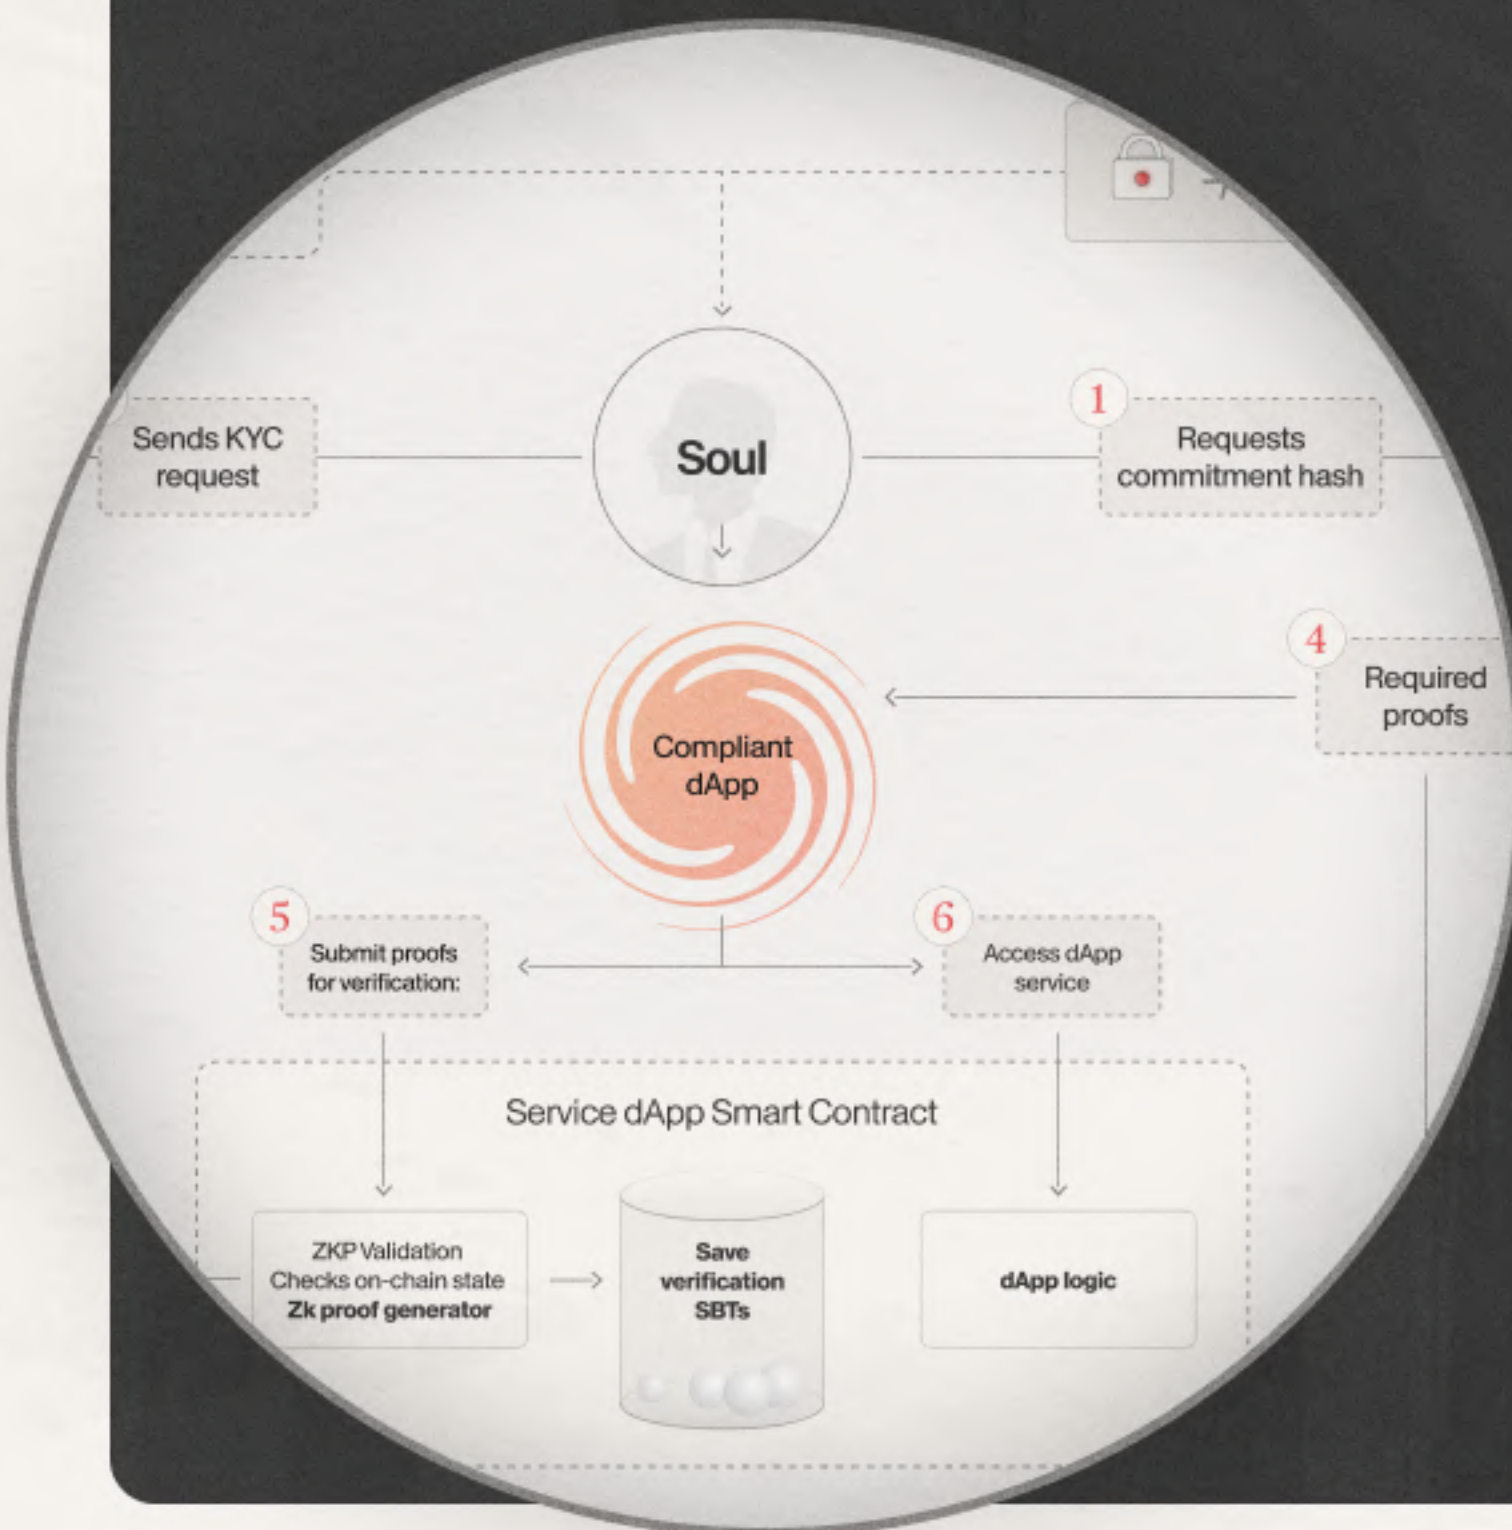 Sends KYC
request
Soul
1
Requests
commitment hash
4
Required
proofs
Compliant
dApp
5
Submit proofs
for verification:
6
Access dApp
service
Service dApp Smart Contract
ZKP Validation
Checks on-chain state
Zk proof generator
Save
verification
SBTs
dApp logic